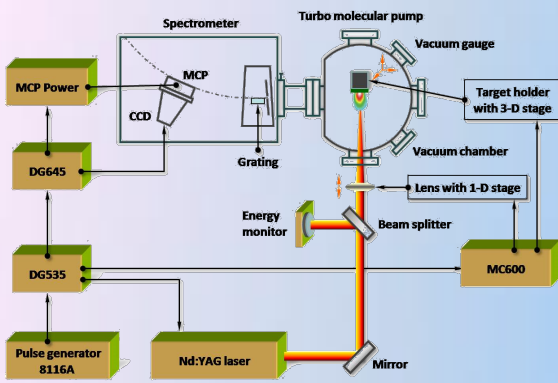 Spectrometer
Turbo molecular pump
Vacuum gauge
MCP Power
MCP
CCD
Grating
Target holder
with 3-D stage
Vacuum chamber
DG645
Lens with 1-D stage
Energy
monitor
Beam splitter
DG535
MC600
Pulse generator
8116A
Nd:YAG laser
Mirror